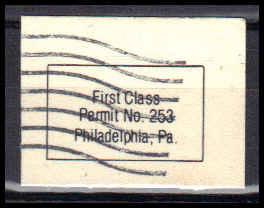 First Class
Permit No. 253
Philadelphia, Pa.